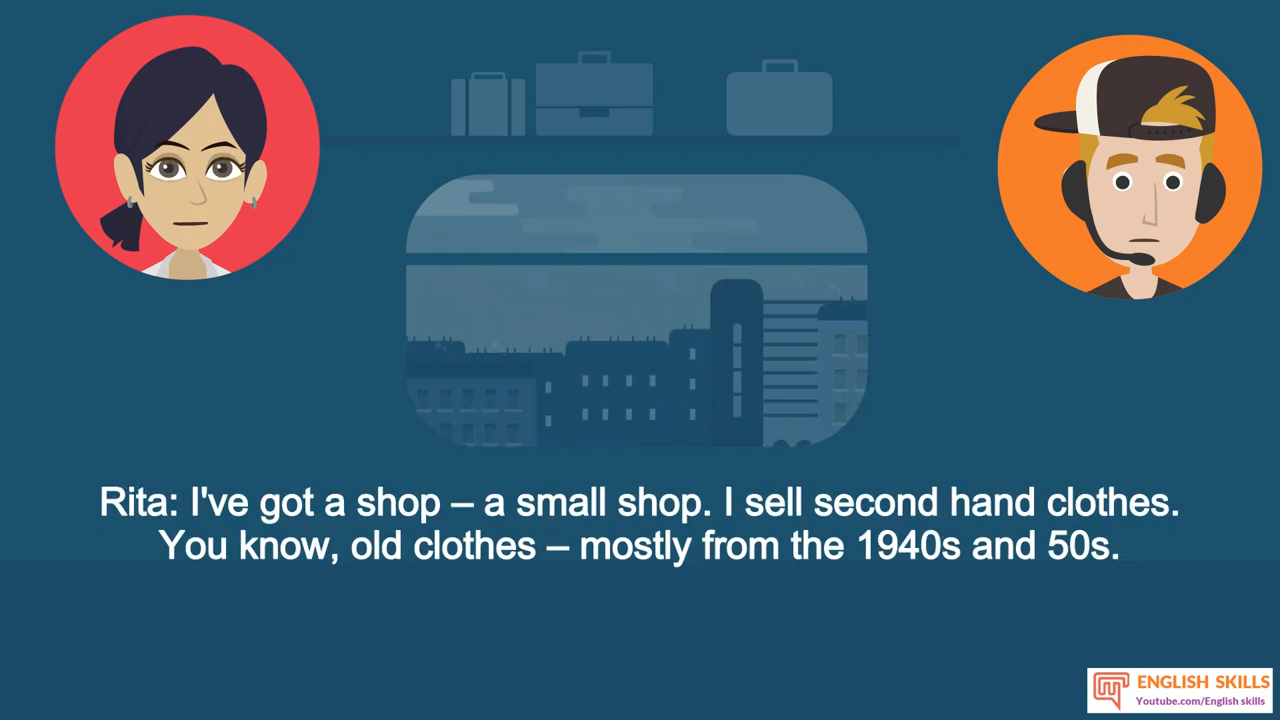 Rita: I've got a shop – a small shop. I sell second hand clothes.
You know, old clothes – mostly from the 1940s and 50s.
ENGLISH SKILLS
Youtube.com/English skills